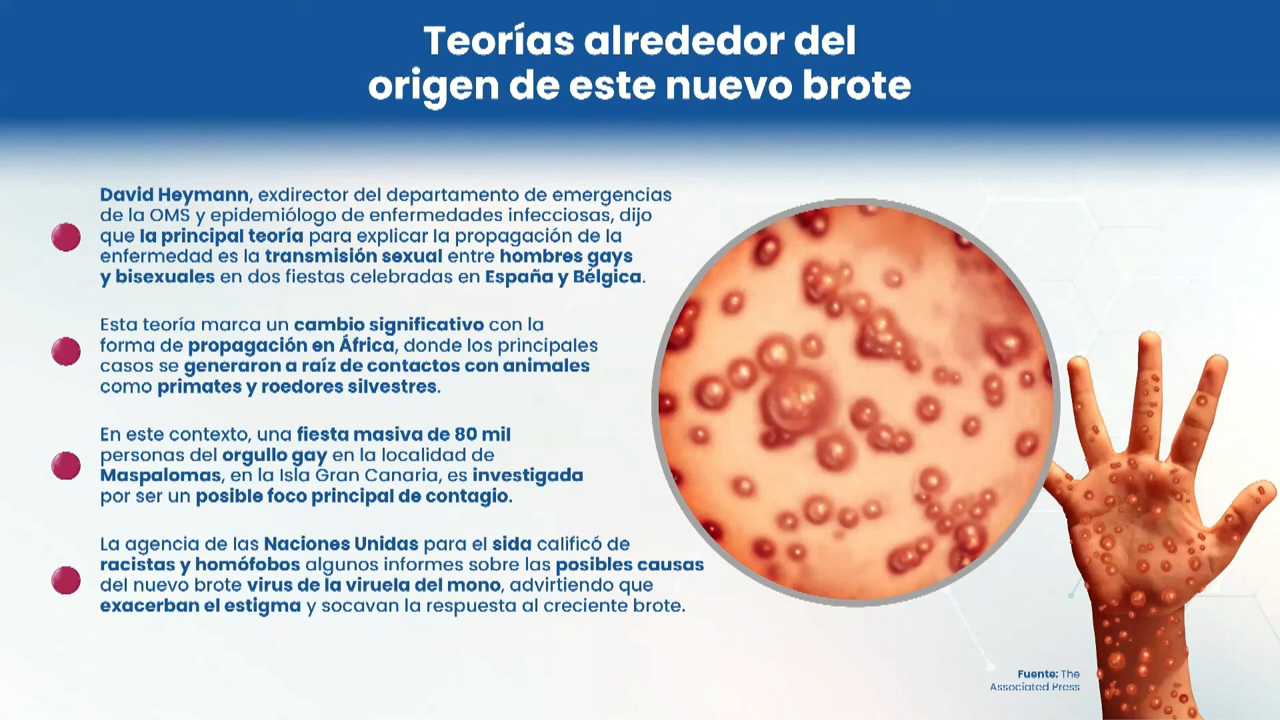 Teorías alrededor del
origen de este nuevo brote
David Heymann, exdirector del departamento de emergencias
de la OMS y epidemiólogo de enfermedades infecciosas, dijo
que la principal teoría para explicar la propagación de la
enfermedad es la transmisión sexual entre hombres gays
y bisexuales en dos fiestas celebradas en España y Bélgica.
Esta teoría marca un cambio significativo con la
forma de propagación en África, donde los principales
casos se generaron a raíz de contactos con animales
como primates y roedores silvestres.
En este contexto, una fiesta masiva de 80 mil
personas del orgullo gay en la localidad de
Maspalomas, en la Isla Gran Canaria, es investigada
por ser un posible foco principal de contagio.
La agencia de las Naciones Unidas para el sida calificó de
racistas y homófobos algunos informes sobre las posibles causas
del nuevo brote virus de la viruela del mono, advirtiendo que
exacerban el estigma y socavan la respuesta al creciente brote.
Fuente: The
Associated Press